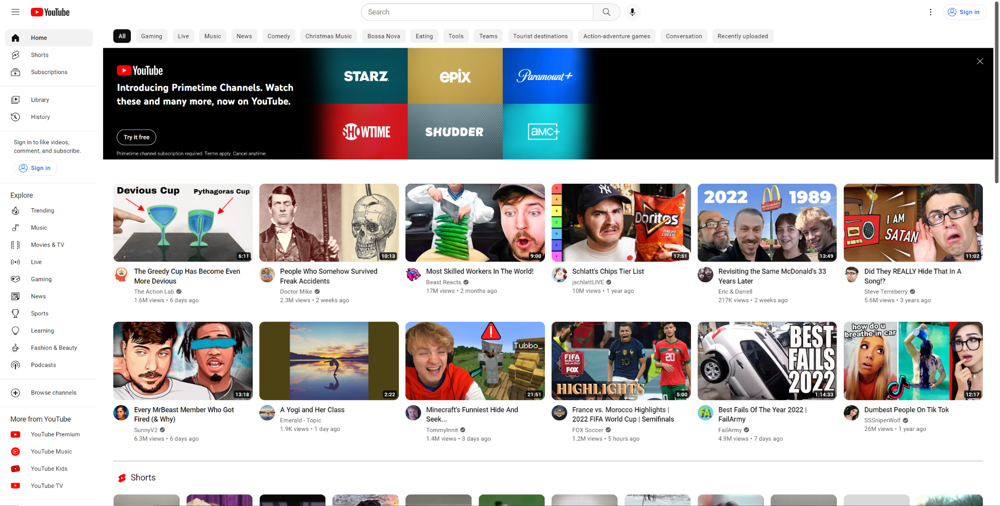 YouTube
Search
Sign in
Home
Shorts
Subscriptions
Library
History
Sign in to like videos,
comment, and subscribe.
Sign in
Explore
Trending
Music
Movies & TV
Live
Gaming
News
Sports
Learning
Fashion & Beauty
Podcasts
Browse channels
More from YouTube
YouTube Premium
YouTube Music
YouTube Kids
YouTube TV
All Gaming Live Music News Comedy Christmas Music Bossa Nova Eating Tools Teams Tourist destinations Action-adventure games Conversation Recently uploaded
YouTube
Introducing Primetime Channels. Watch
these and many more, now on YouTube.
Try it free
Primetime channel subscription required. Terms apply. Cancel anytime.
STARZ
epix
Paramount+
SHOWTIME
SHUDDER
amc+
Devious Cup
Pythagoras Cup
6:11
The Greedy Cup Has Become Even
More Devious
The Action Lab
1.6M views • 6 days ago
10:13
People Who Somehow Survived
Freak Accidents
Doctor Mike
2.3M views • 2 weeks ago
9:00
Most Skilled Workers In The World!
Beast Reacts
17M views • 2 months ago
A
B
C
D
E
F
Doritos
NACHO
CHEESE
17:51
Schlatt's Chips Tier List
jschlattLIVE
10M views • 1 year ago
2022
1989
McDonald's
13:49
Revisiting the Same McDonald's 33
Years Later
Eric & Darrell
217K views • 2 weeks ago
I AM
SATAN
11:02
Did They REALLY Hide That In A
Song!?
Steve Terreberry
5.6M views • 3 years ago
13:18
Every MrBeast Member Who Got
Fired (& Why)
SunnyV2
6.3M views • 6 days ago
2:22
A Yogi and Her Class
Emerald - Topic
1.9K views • 1 day ago
Tubbo_
21:51
Minecraft's Funniest Hide And
Seek...
TommyInnit
1.4M views • 3 days ago
FIFA
WORLD CUP
Qatar2022
FOX
10
20
HIGHLIGHTS
5:00
France vs. Morocco Highlights |
2022 FIFA World Cup | Semifinals
FOX Soccer
1.2M views • 5 hours ago
BEST
FAILS
2022
1:14:33
FA
Best Fails Of The Year 2022 |
FailArmy
FailArmy
4.9M views • 7 days ago
how do u
breathe in car
12:17
Dumbest People On Tik Tok
SSSniperWolf
26M views • 1 year ago
Shorts